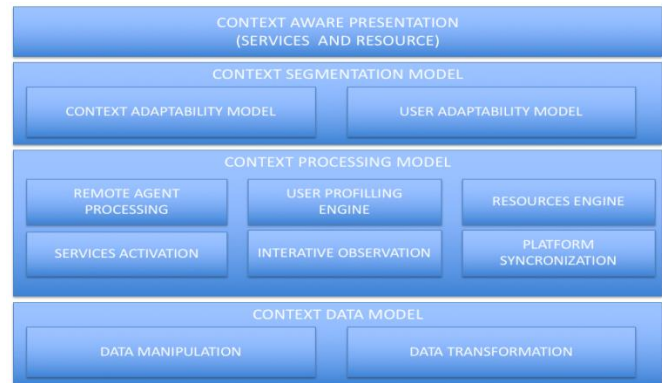 CONTEXT AWARE PRESENTATION
(SERVICES AND RESOURCE)
CONTEXT SEGMENTATION MODEL
CONTEXT ADAPTABILITY MODEL
USER ADAPTABILITY MODEL
CONTEXT PROCESSING MODEL
REMOTE AGENT
PROCESSING
USER PROFILLING
ENGINE
RESOURCES ENGINE
SERVICES ACTIVATION
INTERATIVE OBSERVATION
PLATFORM
SYNCRONIZATION
CONTEXT DATA MODEL
DATA MANIPULATION
DATA TRANSFORMATION